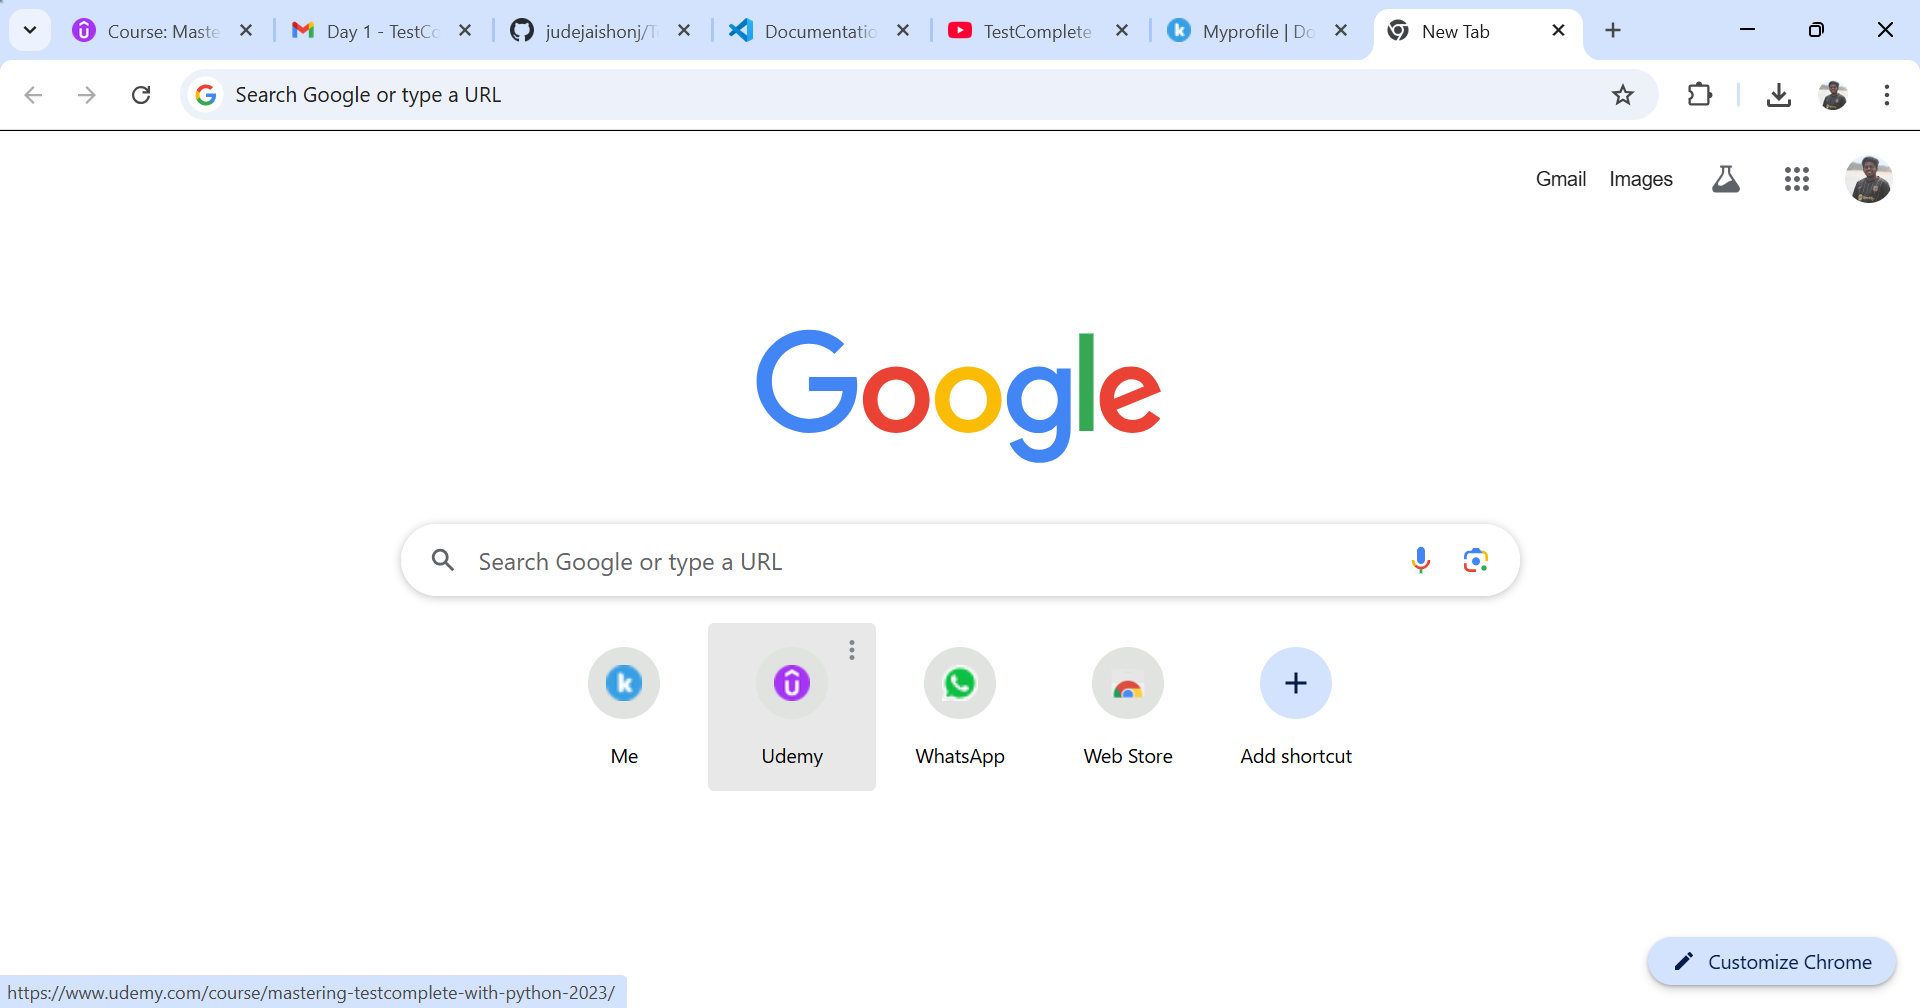 Course: Maste
Day 1 - TestCo
judejaishonj/Te
Documentatio
TestComplete
Myprofile | Do
New Tab
Search Google or type a URL
Gmail
Images
Google
Search Google or type a URL
Me
Udemy
WhatsApp
Web Store
Add shortcut
Customize Chrome
https://www.udemy.com/course/mastering-testcomplete-with-python-2023/